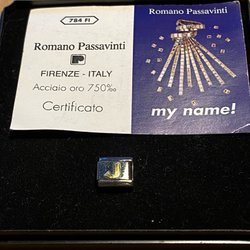 784 FI
Romano Passavinti
FIRENZE - ITALY
Acciaio oro 750‰
Certificato
Romano Passavinti
my name!
J